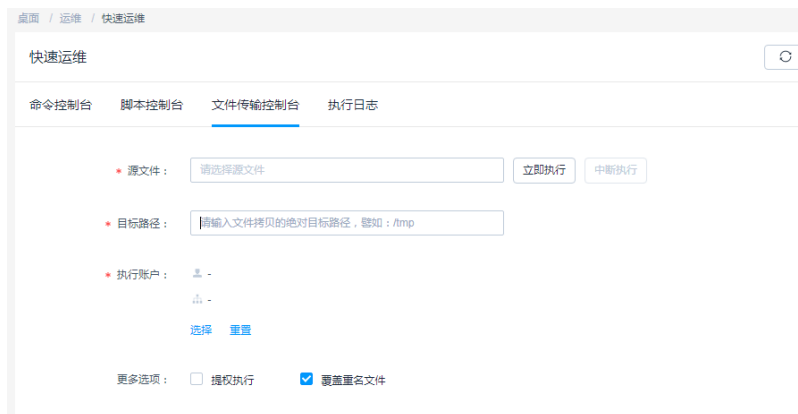 桌面 / 运维 / 快速运维
快速运维
命令控制台 脚本控制台 文件传输控制台 执行日志
* 源文件： 请选择源文件 立即执行 中断执行
* 目标路径： 请输入文件拷贝的绝对目标路径，譬如：/tmp
* 执行账户： -
-
选择 重置
更多选项： 提权执行 覆盖重名文件